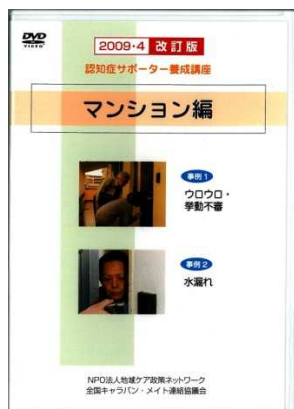 DVD
VIDEO
2009・4 改訂版
認知症サポーター養成講座
マンション編
事例1
ウロウロ・
挙動不審
事例2
水漏れ
NPO法人地域ケア政策ネットワーク
全国キャラバン・メイト連絡協議会